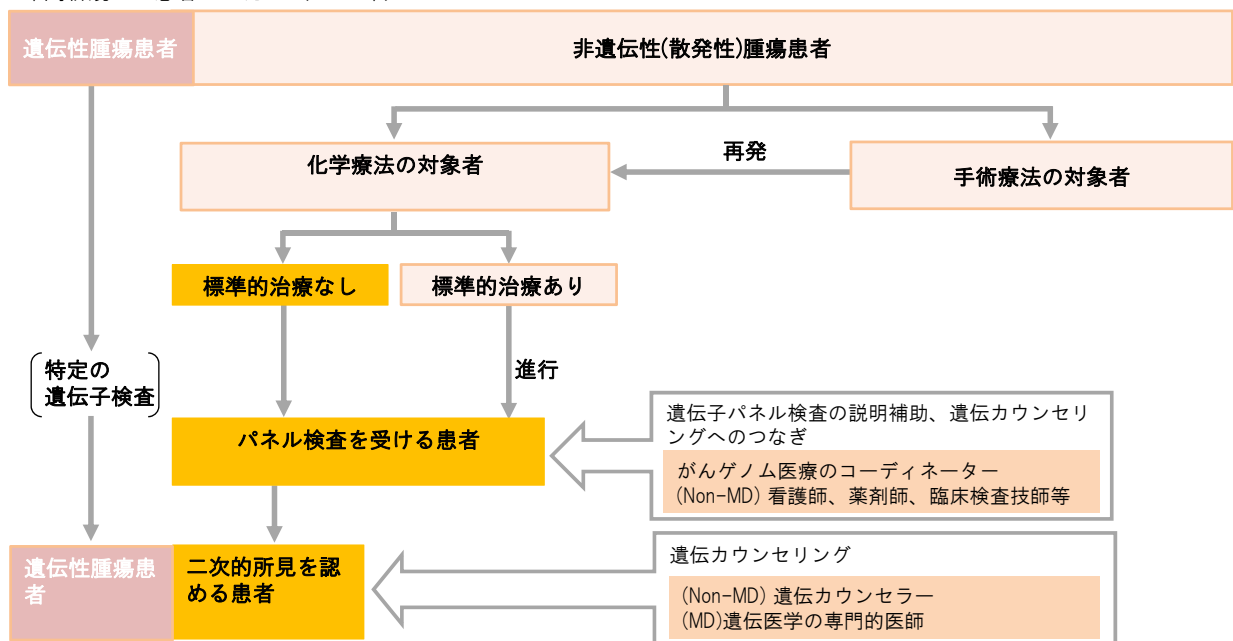 遺伝性腫瘍患者
非遺伝性(散発性)腫瘍患者
化学療法の対象者
再発
手術療法の対象者
標準的治療なし
標準的治療あり
特定の
遺伝子検査
進行
パネル検査を受ける患者
遺伝子パネル検査の説明補助、遺伝カウンセリ
ングへのつなぎ
がんゲノム医療のコーディネーター
(Non-MD) 看護師、薬剤師、臨床検査技師等
遺伝性腫瘍患
者
二次的所見を認
める患者
遺伝カウンセリング
(Non-MD) 遺伝カウンセラー
(MD)遺伝医学の専門的医師